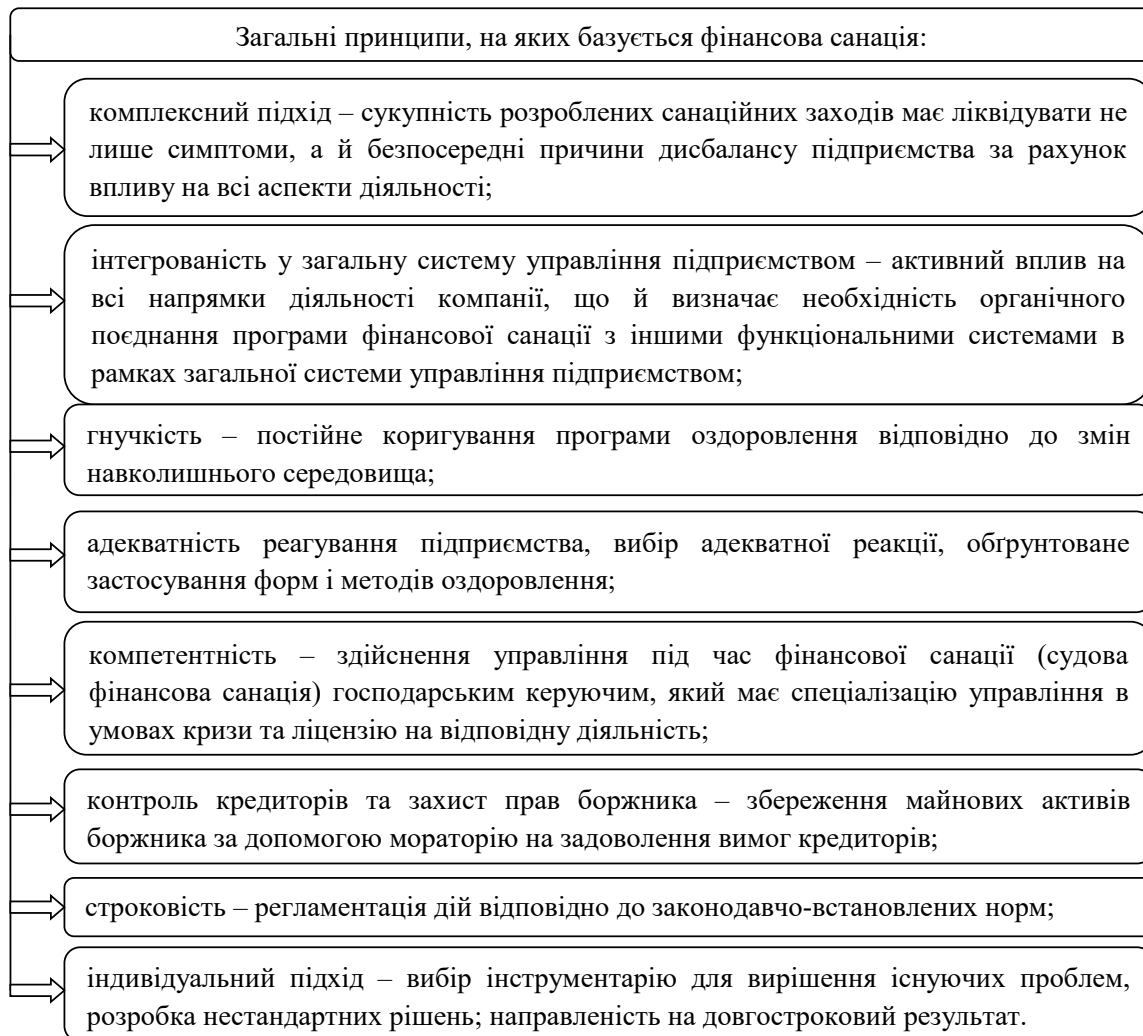 Загальні принципи, на яких базується фінансова санація:
комплексний підхід – сукупність розроблених санаційних заходів має ліквідувати не
лише симптоми, а й безпосередні причини дисбалансу підприємства за рахунок
впливу на всі аспекти діяльності;
інтегрованість у загальну систему управління підприємством – активний вплив на
всі напрямки діяльності компанії, що й визначає необхідність органічного
поєднання програми фінансової санації з іншими функціональними системами в
рамках загальної системи управління підприємством;
гнучкість – постійне коригування програми оздоровлення відповідно до змін
навколишнього середовища;
адекватність реагування підприємства, вибір адекватної реакції, обґрунтоване
застосування форм і методів оздоровлення;
компетентність – здійснення управління під час фінансової санації (судова
фінансова санація) господарським керуючим, який має спеціалізацію управління в
умовах кризи та ліцензію на відповідну діяльність;
контроль кредиторів та захист прав боржника – збереження майнових активів
боржника за допомогою мораторію на задоволення вимог кредиторів;
строковість – регламентація дій відповідно до законодавчо-встановлених норм;
індивідуальний підхід – вибір інструментарію для вирішення існуючих проблем,
розробка нестандартних рішень; направленість на довгостроковий результат.